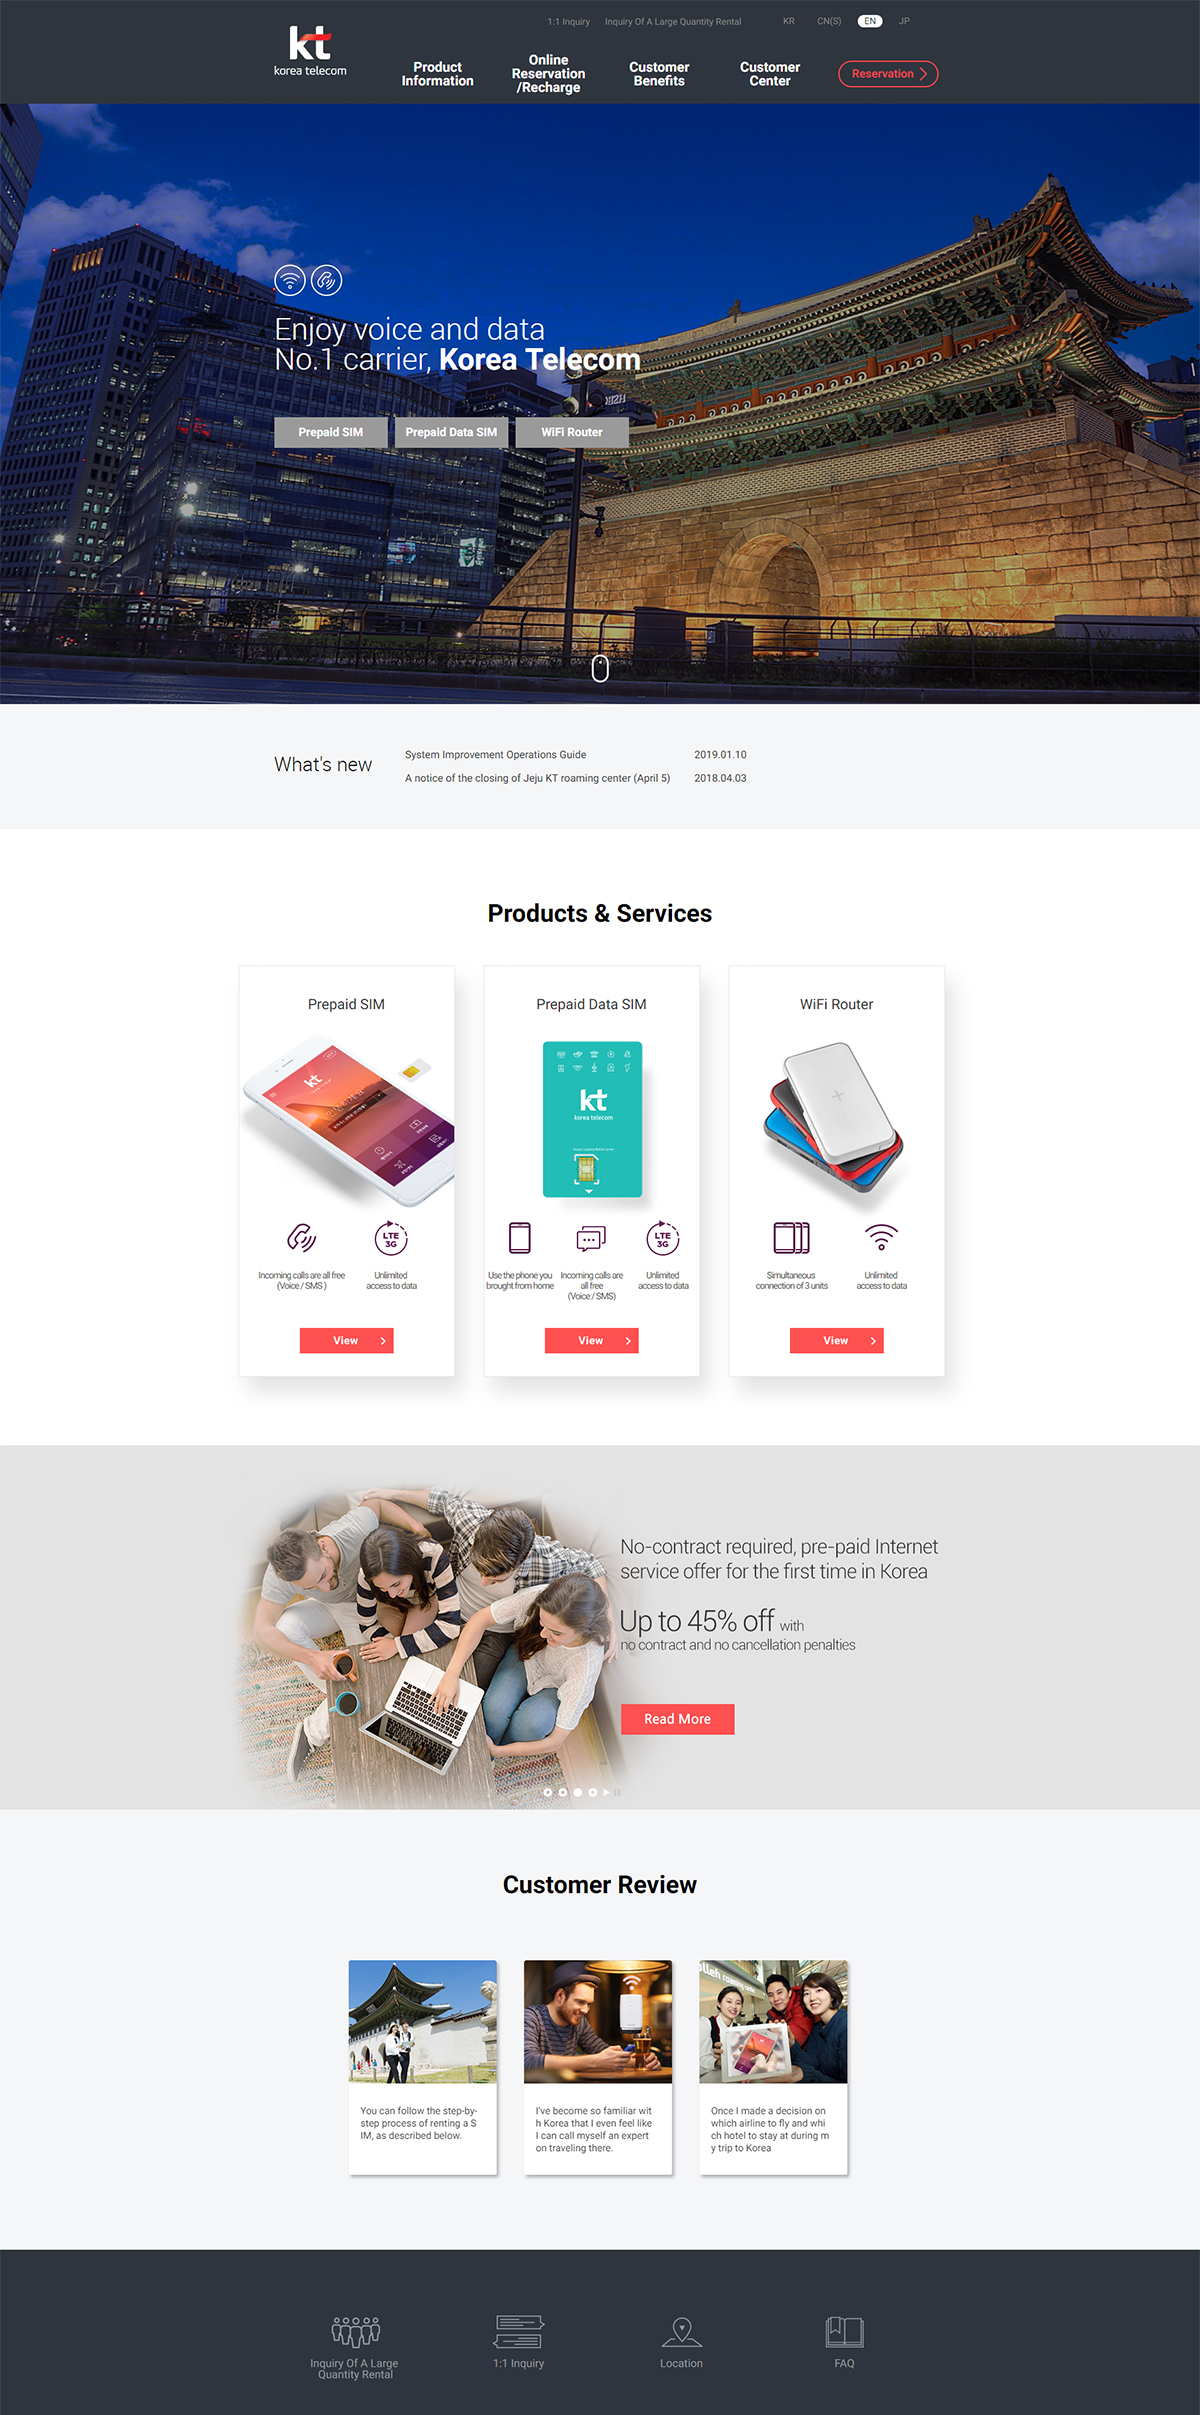 1:1 Inquiry Inquiry Of A Large Quantity Rental KR CN(S) EN JP
kt
korea telecom
Product
Information
Online
Reservation
/Recharge
Customer
Benefits
Customer
Center
Reservation
Enjoy voice and data
No.1 carrier, Korea Telecom
Prepaid SIM Prepaid Data SIM WiFi Router
What's new
System Improvement Operations Guide 2019.01.10
A notice of the closing of Jeju KT roaming center (April 5) 2018.04.03
Products & Services
Prepaid SIM
kt
LTE
3G
Incoming calls are all free
(Voice / SMS )
Unlimited
access to data
View
Prepaid Data SIM
kt
korea telecom
LTE
3G
Use the phone you
brought from home
Incoming calls are
all free
(Voice / SMS)
Unlimited
access to data
View
WiFi Router
Simultaneous
connection of 3 units
Unlimited
access to data
View
No-contract required, pre-paid Internet
service offer for the first time in Korea
Up to 45% off with
no contract and no cancellation penalties
Read More
Customer Review
You can follow the step-by-
step process of renting a S
IM, as described below.
I've become so familiar wit
h Korea that I even feel like
I can call myself an expert
on traveling there.
olleh roaming center
Once I made a decision on
which airline to fly and whi
ch hotel to stay at during m
y trip to Korea
Inquiry Of A Large
Quantity Rental
1:1 Inquiry
Location
FAQ